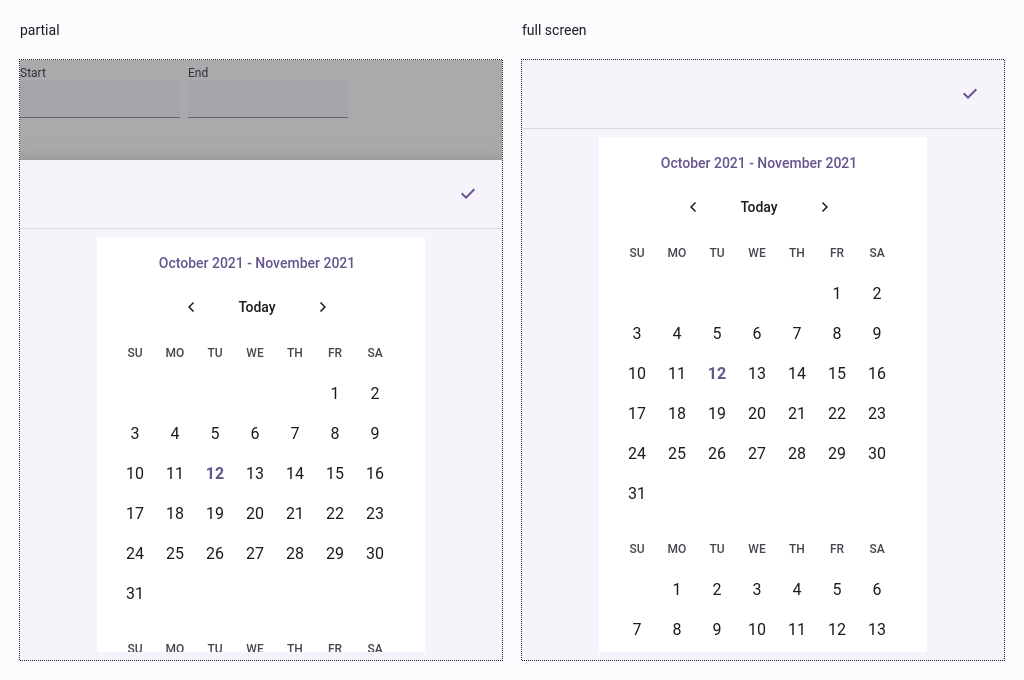 partial
Start End
October 2021 - November 2021
Today
SU MO TU WE TH FR SA
1 2
3 4 5 6 7 8 9
10 11 12 13 14 15 16
17 18 19 20 21 22 23
24 25 26 27 28 29 30
31
SU MO TU WE TH FR SA
full screen
October 2021 - November 2021
Today
SU MO TU WE TH FR SA
1 2
3 4 5 6 7 8 9
10 11 12 13 14 15 16
17 18 19 20 21 22 23
24 25 26 27 28 29 30
31
SU MO TU WE TH FR SA
1 2 3 4 5 6
7 8 9 10 11 12 13